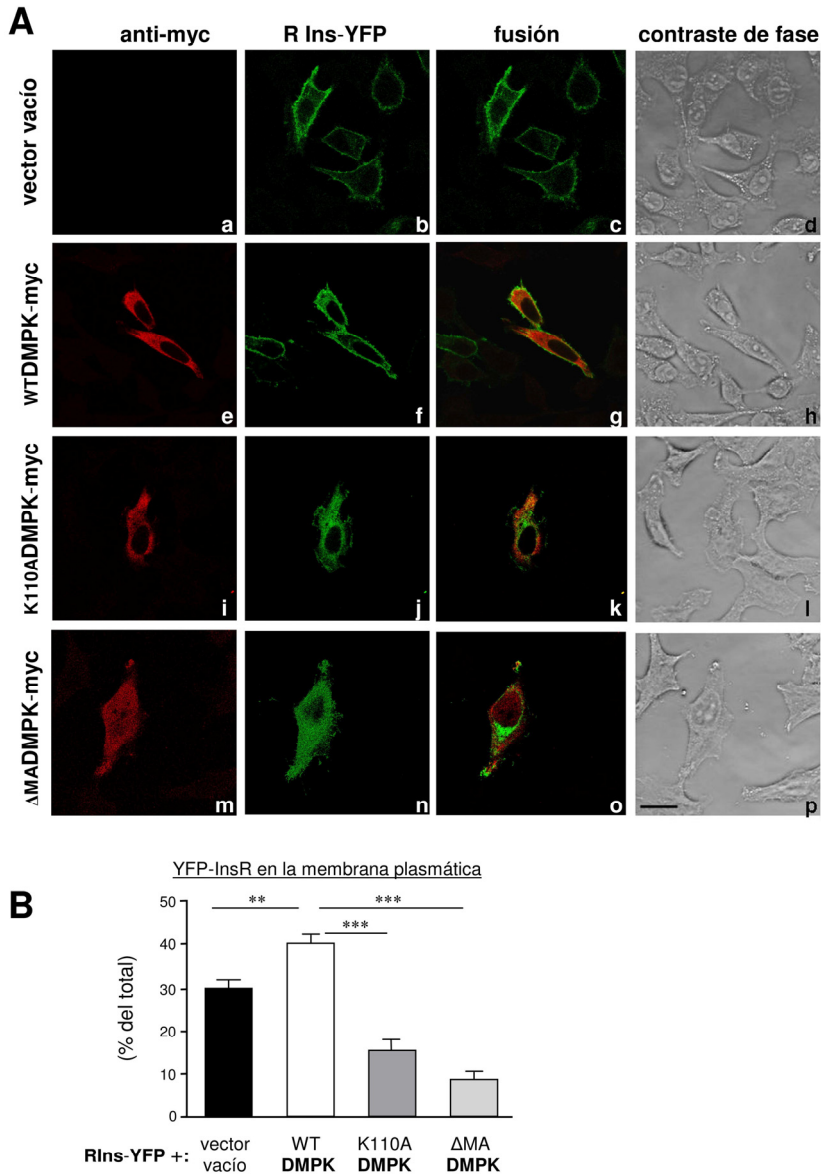 A
anti-myc R Ins-YFP fusión contraste de fase
vector vacío
a b c d
WTDMPK-myc
e f g h
K110ADMPK-myc
i j k l
ΔMADMPK-myc
m n o p
B
YFP-InsR en la membrana plasmática
(% del total)
50
40
30
20
10
0
** ***
***
RIns-YFP +: vector vacío WT DMPK K110A DMPK ΔMA DMPK